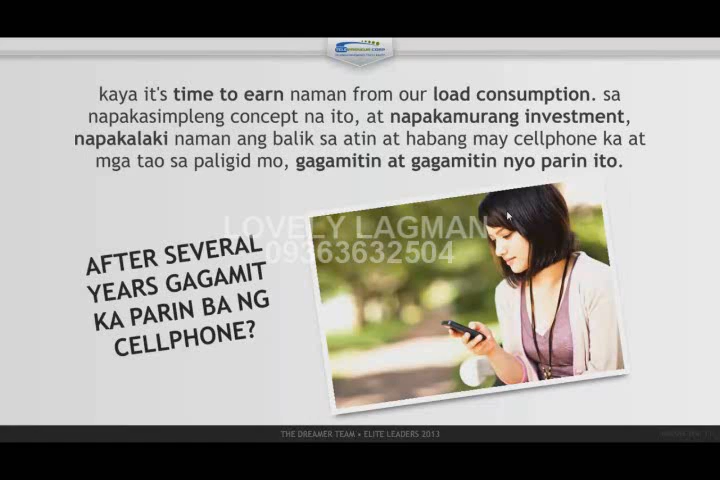 kaya it's time to earn naman from our load consumption. sa
napakasimpleng concept na ito, at napakamurang investment,
napakalaki naman ang balik sa atin at habang may cellphone ka at
mga tao sa paligid mo, gagamitin at gagamitin nyo parin ito.
LOVELY LAGMAN
09363632504
AFTER SEVERAL
YEARS GAGAMIT
KA PARIN BA NG
CELLPHONE?
THE DREAMER TEAM • ELITE LEADERS 2013